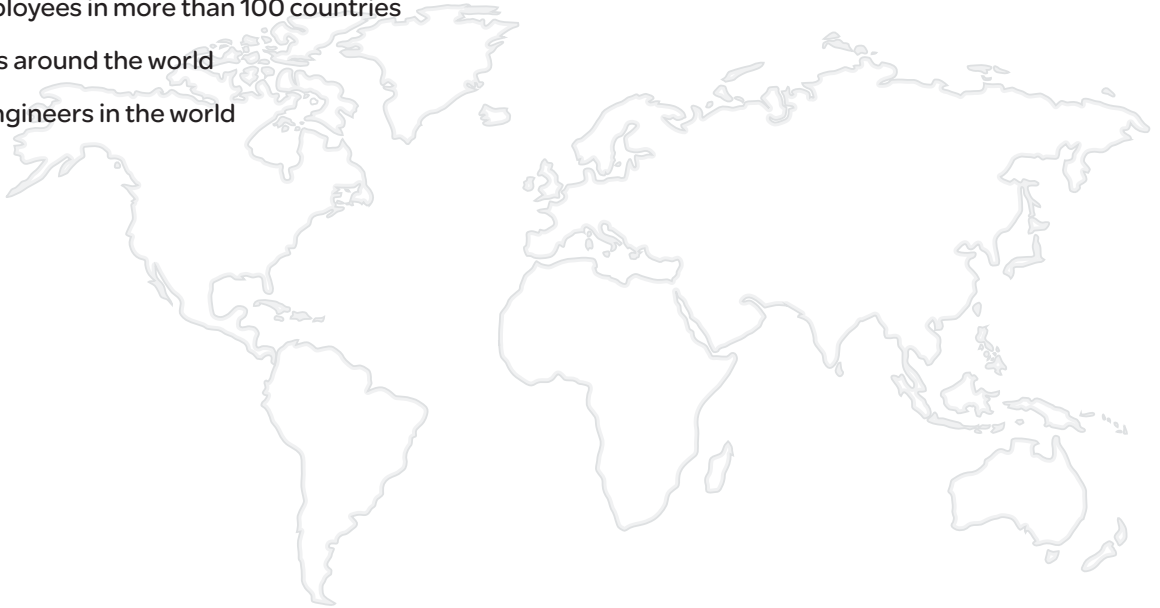 ployees in more than 100 countries
s around the world
ngineers in the world